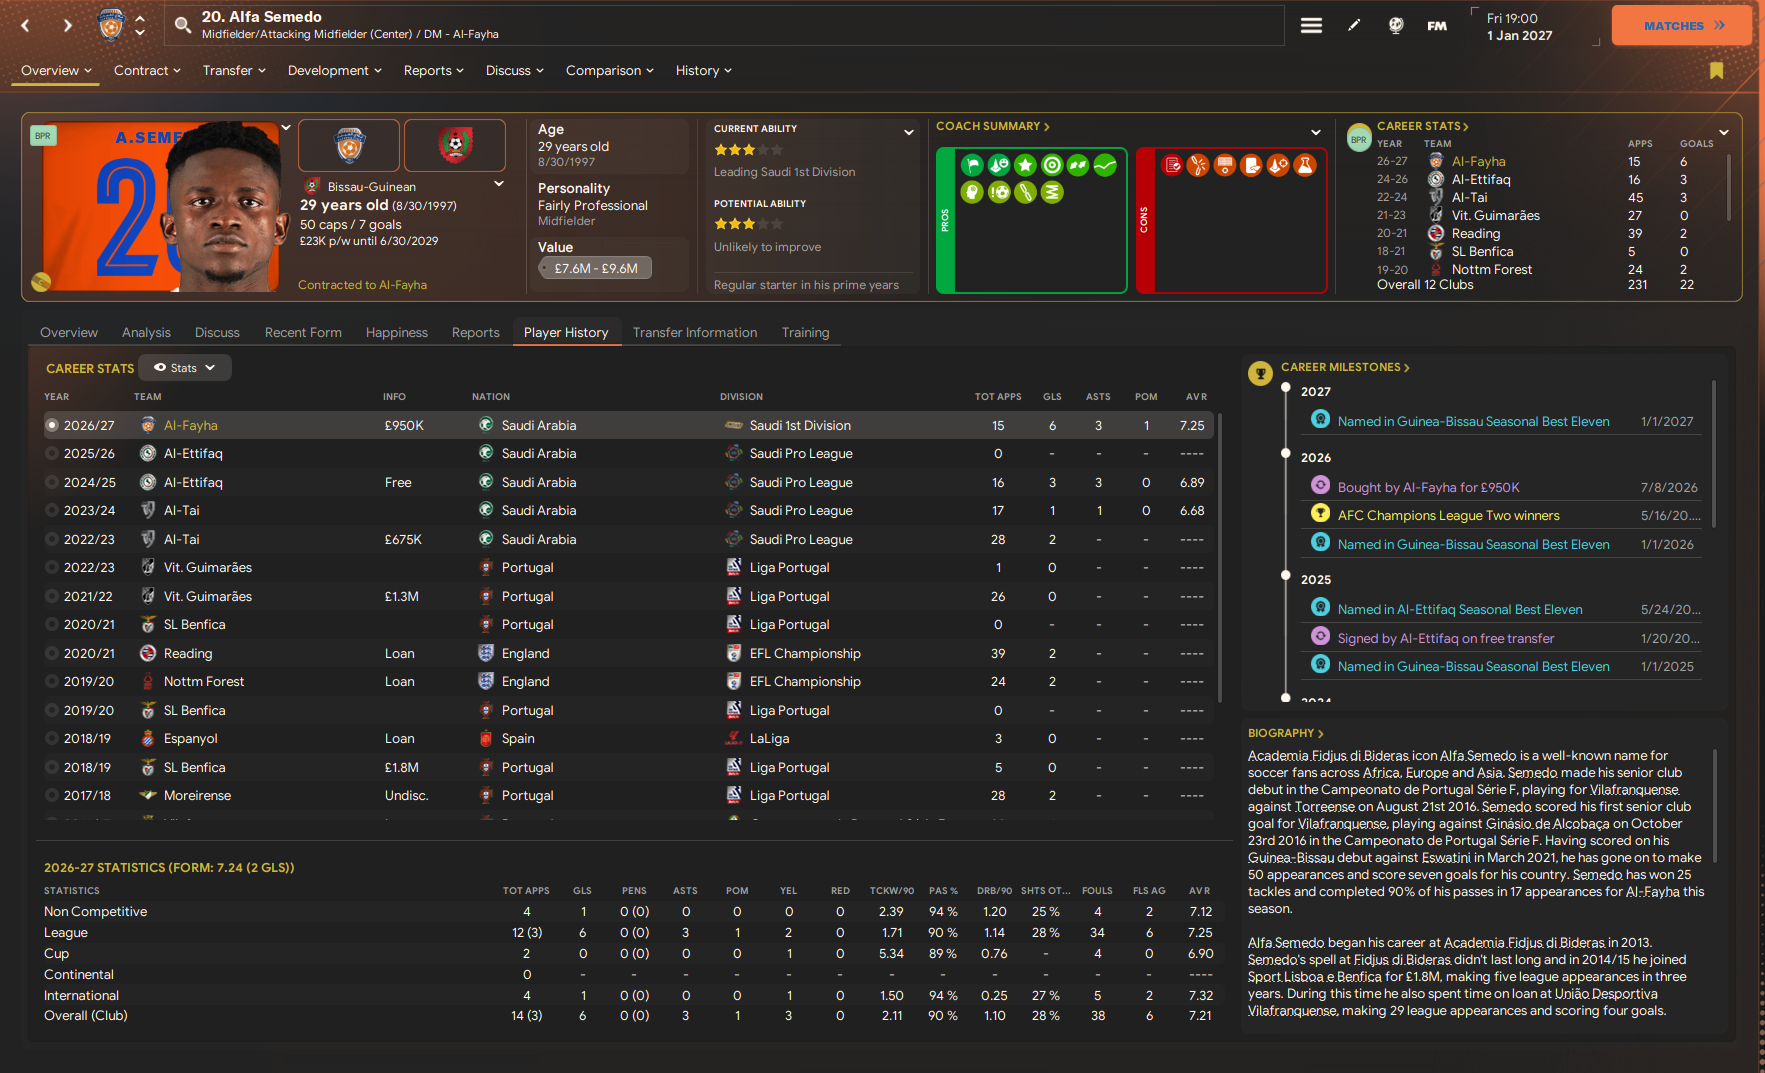 20. Alfa Semedo
Midfielder/Attacking Midfielder (Center) / DM - Al-Fayha
FM
Fri 19:00
1 Jan 2027
MATCHES
Overview Contract Transfer Development Reports Discuss Comparison History
BPR
A.SEME
2
Bissau-Guinean
29 years old (8/30/1997)
50 caps / 7 goals
£23K p/w until 6/30/2029
Contracted to Al-Fayha
Age
29 years old
8/30/1997
Personality
Fairly Professional
Midfielder
Value
£7.6M - £9.6M
CURRENT ABILITY
Leading Saudi 1st Division
POTENTIAL ABILITY
Unlikely to improve
Regular starter in his prime years
COACH SUMMARY
PROS
CONS
BPR
CAREER STATS
YEAR TEAM APPS GOALS
26-27 Al-Fayha 15 6
24-26 Al-Ettifaq 16 3
22-24 Al-Tai 45 3
21-23 Vit. Guimarães 27 0
20-21 Reading 39 2
18-21 SL Benfica 5 0
19-20 Nottm Forest 24 2
Overall 12 Clubs 231 22
Overview Analysis Discuss Recent Form Happiness Reports Player History Transfer Information Training
CAREER STATS Stats
YEAR TEAM INFO NATION DIVISION TOT APPS GLS ASTS POM AV R
2026/27 Al-Fayha £950K Saudi Arabia Saudi 1st Division 15 6 3 1 7.25
2025/26 Al-Ettifaq Saudi Arabia Saudi Pro League 0 - - - ----
2024/25 Al-Ettifaq Free Saudi Arabia Saudi Pro League 16 3 3 0 6.89
2023/24 Al-Tai Saudi Arabia Saudi Pro League 17 1 1 0 6.68
2022/23 Al-Tai £675K Saudi Arabia Saudi Pro League 28 2 - - ----
2022/23 Vit. Guimarães Portugal Liga Portugal 1 0 - - ----
2021/22 Vit. Guimarães £1.3M Portugal Liga Portugal 26 0 - - ----
2020/21 SL Benfica Portugal Liga Portugal 0 - - - ----
2020/21 Reading Loan England EFL Championship 39 2 - - ----
2019/20 Nottm Forest Loan England EFL Championship 24 2 - - ----
2019/20 SL Benfica Portugal Liga Portugal 0 - - - ----
2018/19 Espanyol Loan Spain LaLiga 3 0 - - ----
2018/19 SL Benfica £1.8M Portugal Liga Portugal 5 0 - - ----
2017/18 Moreirense Undisc. Portugal Liga Portugal 28 2 - - ----
2026-27 STATISTICS (FORM: 7.24 (2 GLS))
STATISTICS TOT APPS GLS PENS ASTS POM YEL RED TCKW/90 PAS % DRB/90 SHTS OT... FOULS FLS AG AV R
Non Competitive 4 1 0 (0) 0 0 0 0 2.39 94 % 1.20 25 % 4 2 7.12
League 12 (3) 6 0 (0) 3 1 2 0 1.71 90 % 1.14 28 % 34 6 7.25
Cup 2 0 0 (0) 0 0 1 0 5.34 89 % 0.76 - 4 0 6.90
Continental 0 - - - - - - - - - - - - ----
International 4 1 0 (0) 0 0 1 0 1.50 94 % 0.25 27 % 5 2 7.32
Overall (Club) 14 (3) 6 0 (0) 3 1 3 0 2.11 90 % 1.10 28 % 38 6 7.21
CAREER MILESTONES
2027
Named in Guinea-Bissau Seasonal Best Eleven 1/1/2027
2026
Bought by Al-Fayha for £950K 7/8/2026
AFC Champions League Two winners 5/16/20...
Named in Guinea-Bissau Seasonal Best Eleven 1/1/2026
2025
Named in Al-Ettifaq Seasonal Best Eleven 5/24/20...
Signed by Al-Ettifaq on free transfer 1/20/20...
Named in Guinea-Bissau Seasonal Best Eleven 1/1/2025
2024
BIOGRAPHY
Academia Fidjus di Bideras icon Alfa Semedo is a well-known name for
soccer fans across Africa, Europe and Asia. Semedo made his senior club
debut in the Campeonato de Portugal Série F, playing for Vilafranquense
against Torreense on August 21st 2016. Semedo scored his first senior club
goal for Vilafranquense, playing against Ginásio de Alcobaça on October
23rd 2016 in the Campeonato de Portugal Série F. Having scored on his
Guinea-Bissau debut against Eswatini in March 2021, he has gone on to make
50 appearances and score seven goals for his country. Semedo has won 25
tackles and completed 90% of his passes in 17 appearances for Al-Fayha this
season.
Alfa Semedo began his career at Academia Fidjus di Bideras in 2013.
Semedo's spell at Fidjus di Bideras didn't last long and in 2014/15 he joined
Sport Lisboa e Benfica for £1.8M, making five league appearances in three
years. During this time he also spent time on loan at União Desportiva
Vilafranquense, making 29 league appearances and scoring four goals.